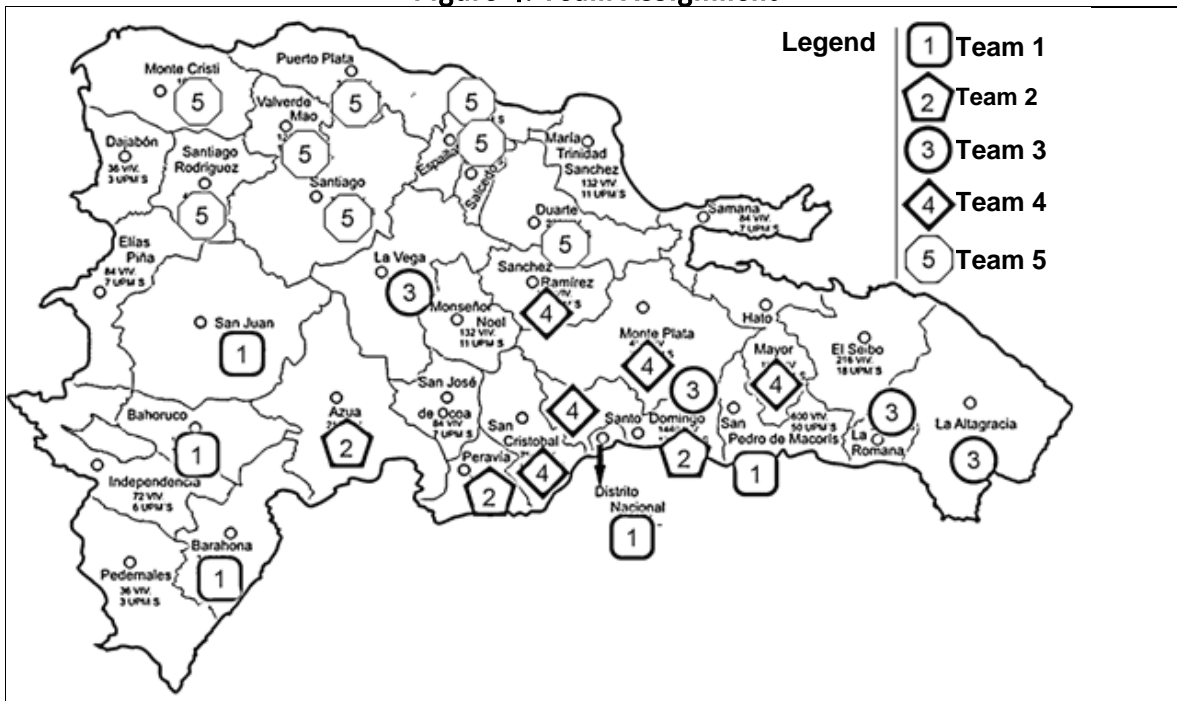 Legend
1 Team 1
2 Team 2
3 Team 3
4 Team 4
5 Team 5
Puerto Plata
5
Monte Cristi
5
Valverde
Mao
5
5
Dajabón
36 VIV.
3 UPM'S
Santiago
Rodríguez
5
Santiago
5
5
Salcedo
María
Trinidad
Sanchez
132 VIV.
11 UPM'S
Duarte
5
Samana
84 VIV.
7 UPM'S
Elías
Piña
84 VIV.
7 UPM'S
La Vega
3
Sanchez
Ramírez
4
Monseñor
Noel
132 VIV.
11 UPM'S
San Juan
1
Monte Plata
4
Hato
Mayor
4
El Seibo
216 VIV.
18 UPM'S
San José
de Ocoa
84 VIV.
7 UPM'S
Bahoruco
1
Azua
2
San
Cristobal
4
4
Santo Domingo
3
2
San
Pedro de Macoris
600 VIV.
50 UPM'S
1
La
Romana
3
La Altagracia
3
Peravia
2
Independencia
72 VIV.
6 UPM'S
Distrito
Nacional
1
Barahona
1
Pedernales
36 VIV.
3 UPM'S